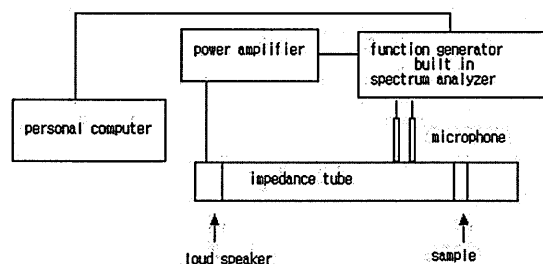 power amplifier
function generator
built in
spectrum analyzer
personal computer
microphone
impedance tube
loud speaker
sample